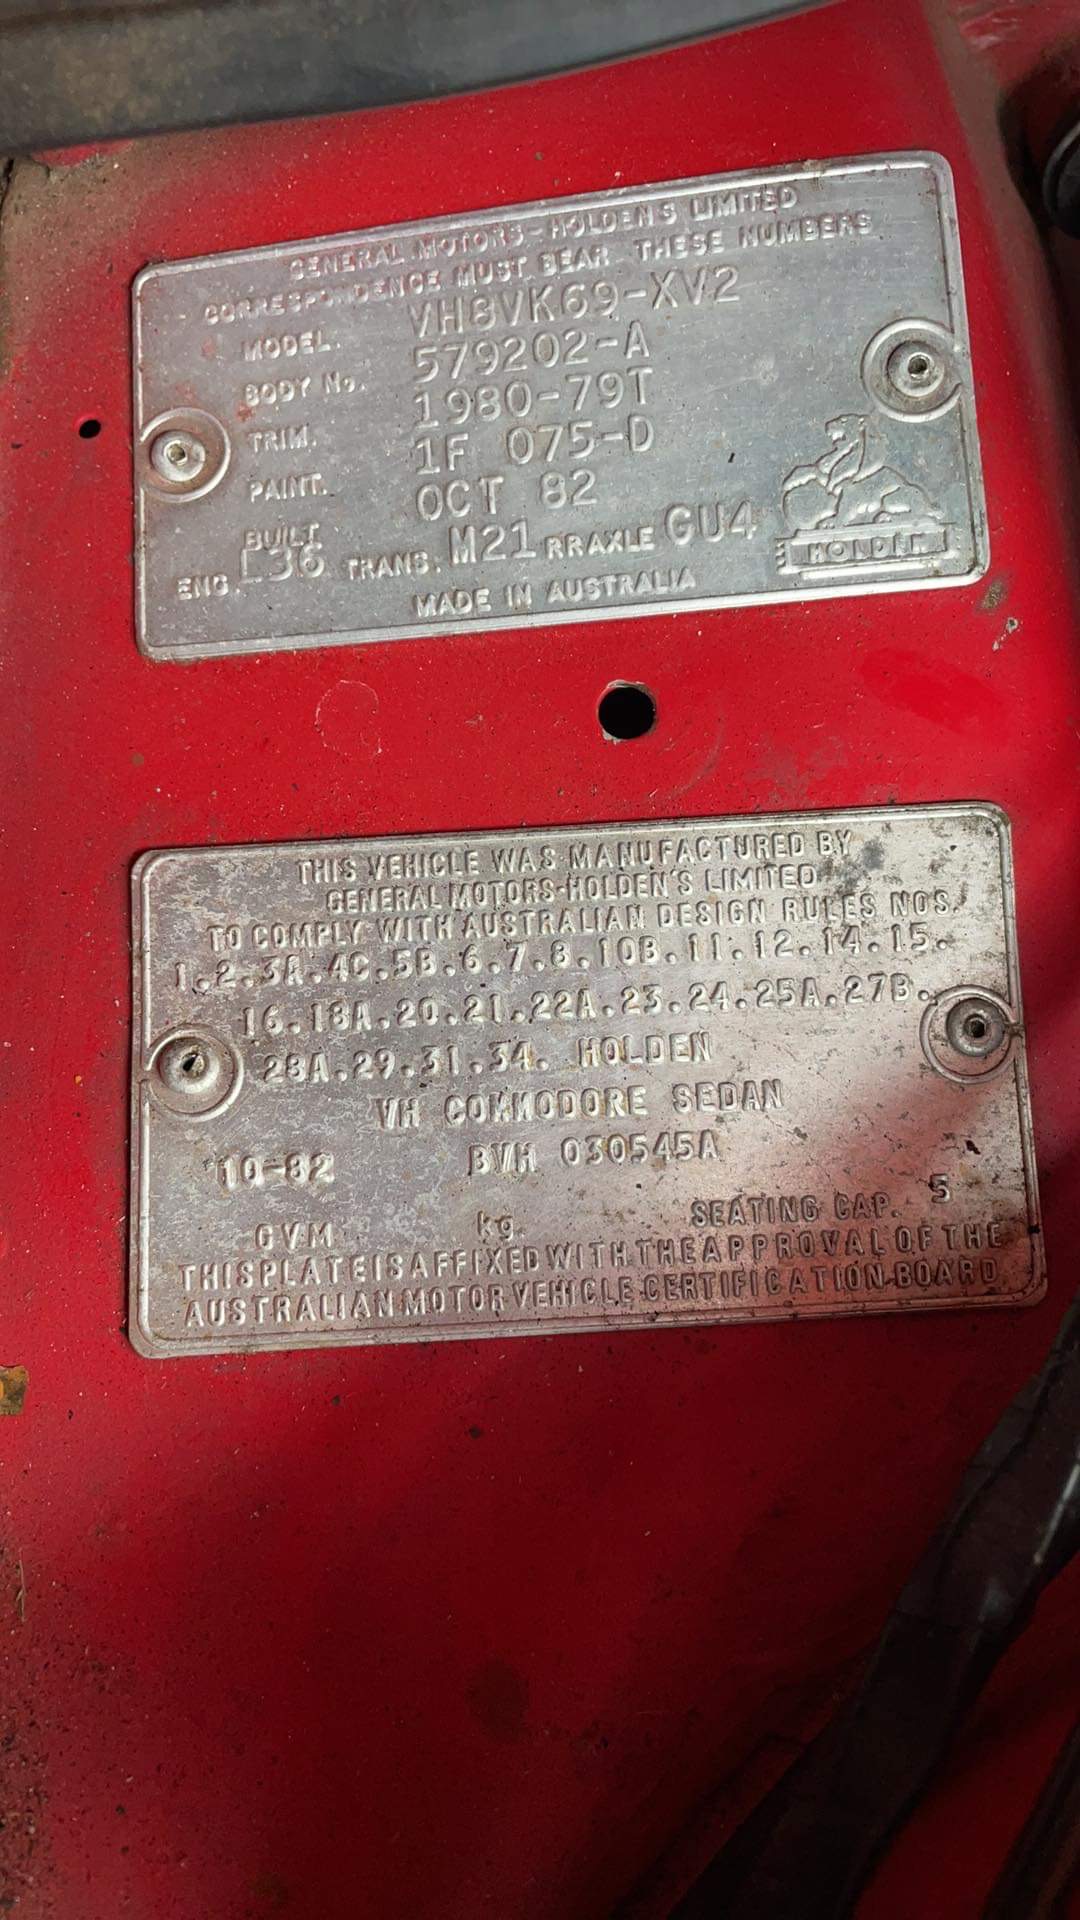 GENERAL MOTORS-HOLDEN'S LIMITED
CORRESPONDENCE MUST BEAR THESE NUMBERS
MODEL. VH8VK69-XV2
BODY No. 579202-A
TRIM. 1980-79T
PAINT. 1F 075-D
BUILT OCT 82
ENG. L36 TRANS. M21 RRAXLE GU4
HOLDEN
MADE IN AUSTRALIA
THIS VEHICLE WAS MANUFACTURED BY
GENERAL MOTORS-HOLDEN'S LIMITED
TO COMPLY WITH AUSTRALIAN DESIGN RULES NOS.
1.2.3A.4C.5B.6.7.8.10B.11.12.14.15.
16.18A.20.21.22A.23.24.25A.27B.
28A.29.31.34. HOLDEN
VH COMMODORE SEDAN
10-82 BVH 030545A
GVM kg. SEATING CAP. 5
THIS PLATE IS AFFIXED WITH THE APPROVAL OF THE
AUSTRALIAN MOTOR VEHICLE CERTIFICATION BOARD